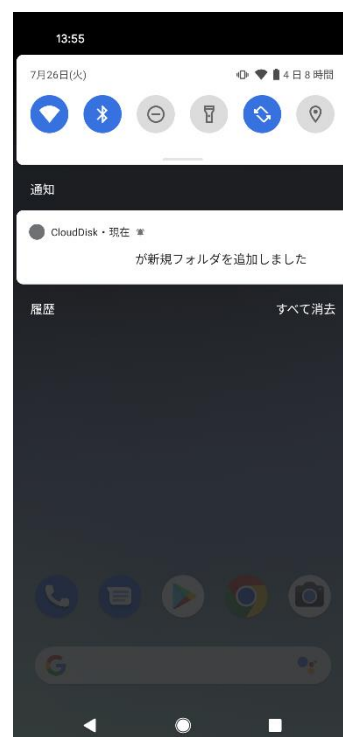 13:55
7月26日(火) 4日8時間
通知
CloudDisk・現在
が新規フォルダを追加しました
履歴 すべて消去
G